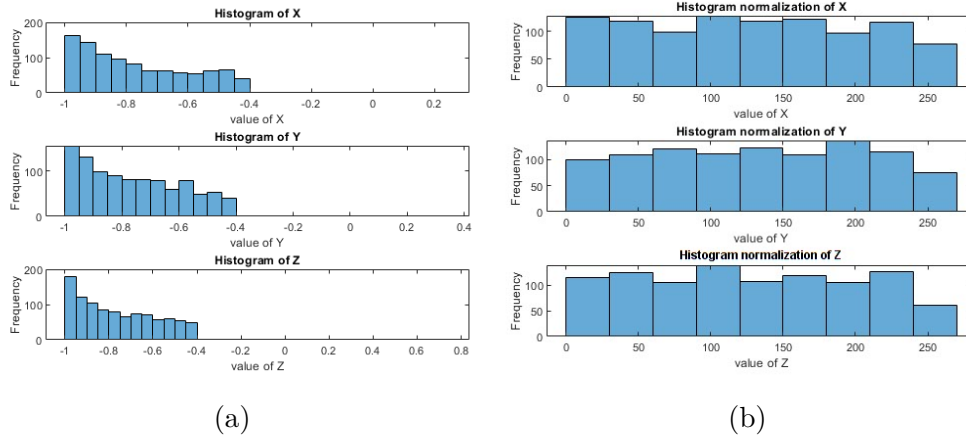 Histogram of X
200
100
0
Frequency
-1 -0.8 -0.6 -0.4 -0.2 0 0.2
value of X
Histogram of Y
100
0
Frequency
-1 -0.8 -0.6 -0.4 -0.2 0 0.2 0.4
value of Y
Histogram of Z
200
100
0
Frequency
-1 -0.8 -0.6 -0.4 -0.2 0 0.2 0.4 0.6 0.8
value of Z
(a)
Histogram normalization of X
100
50
0
Frequency
0 50 100 150 200 250
value of X
Histogram normalization of Y
100
50
0
Frequency
0 50 100 150 200 250
value of Y
Histogram normalization of Z
100
50
0
Frequency
0 50 100 150 200 250
value of Z
(b)